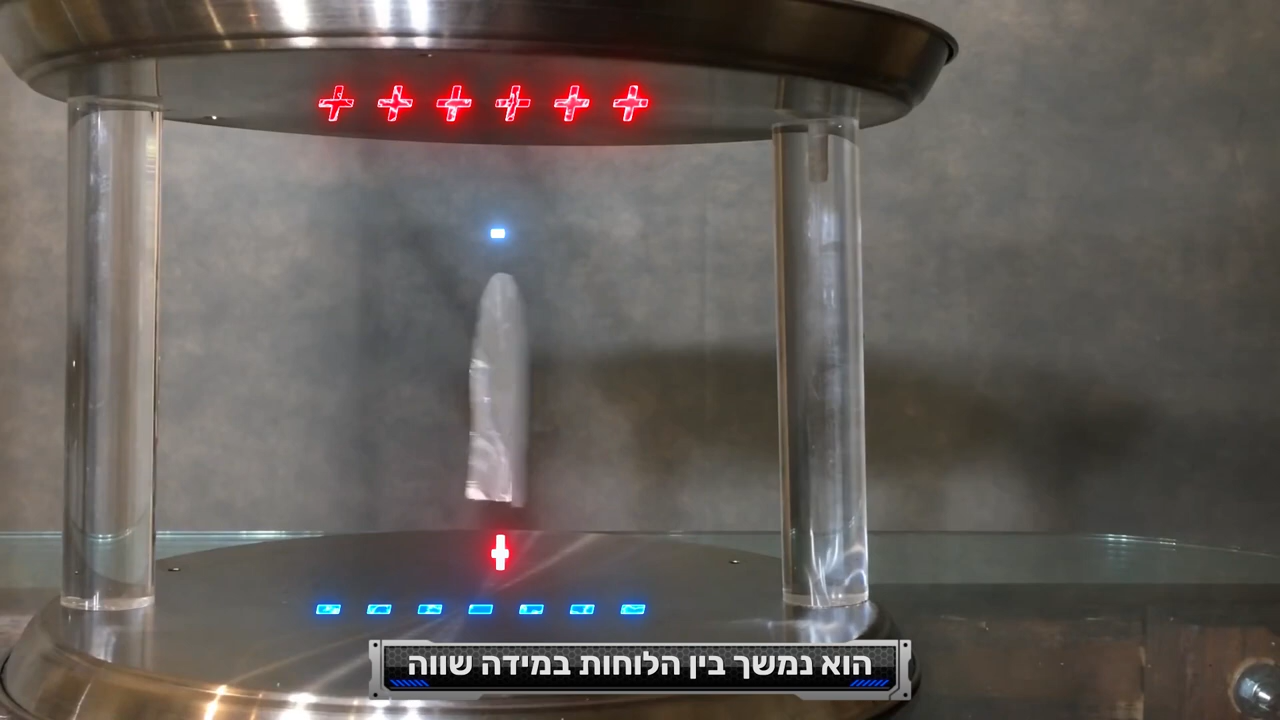 ++++++
-
+
-------
הוא נמשך בין הלוחות במידה שווה